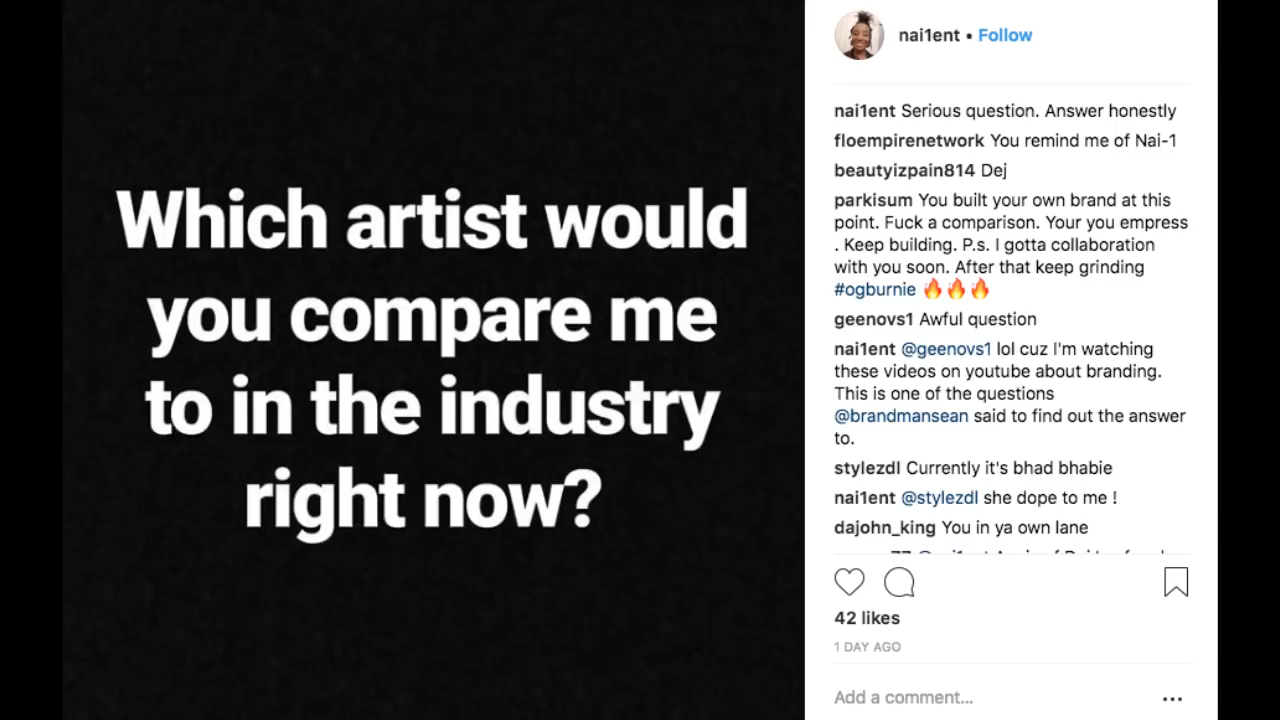 Which artist would
you compare me
to in the industry
right now?
nai1ent • Follow
nai1ent Serious question. Answer honestly
floempirenetwork You remind me of Nai-1
beautyizpain814 Dej
parkisum You built your own brand at this
point. Fuck a comparison. Your you empress
. Keep building. P.s. I gotta collaboration
with you soon. After that keep grinding
#ogburnie 🔥🔥🔥
geenovs1 Awful question
nai1ent @geenovs1 lol cuz I'm watching
these videos on youtube about branding.
This is one of the questions
@brandmansean said to find out the answer
to.
stylezdl Currently it's bhad bhabie
nai1ent @stylezdl she dope to me !
dajohn_king You in ya own lane
42 likes
1 DAY AGO
Add a comment...